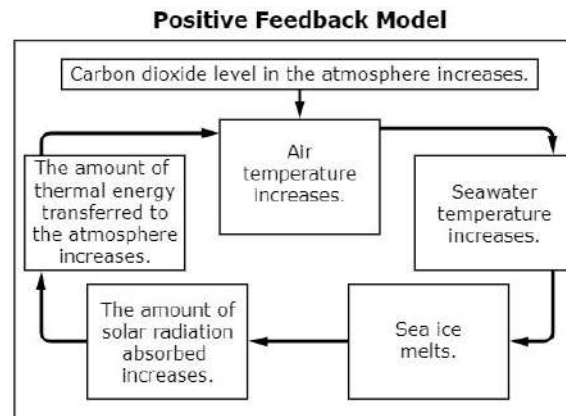 Positive Feedback Model
Carbon dioxide level in the atmosphere increases.
Air
temperature
increases.
Seawater
temperature
increases.
Sea ice
melts.
The amount of
solar radiation
absorbed
increases.
The amount of
thermal energy
transferred to
the atmosphere
increases.